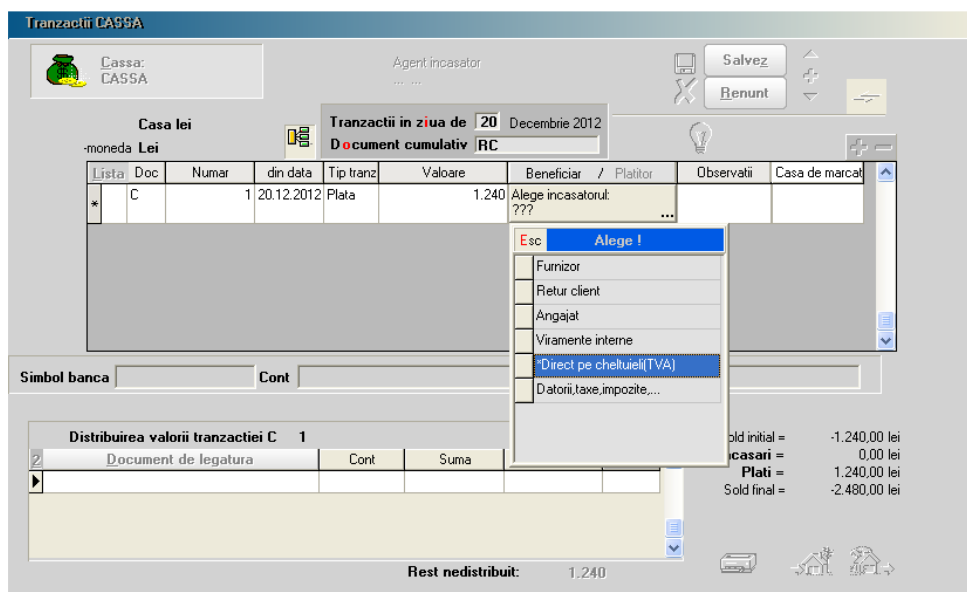 Tranzactii CASSA
Cassa:
CASSA
Agent incasator
... ...
Salvez
Renunt
Casa lei
-moneda Lei
Tranzactii in ziua de 20 Decembrie 2012
Document cumulativ RC
Lista Doc Numar din data Tip tranz Valoare Beneficiar / Platitor Observatii Casa de marcat
* C 1 20.12.2012 Plata 1.240 Alege incasatorul:
??? ...
Esc Alege !
Furnizor
Retur client
Angajat
Viramente interne
*Direct pe cheltuieli(TVA)
Datorii,taxe,impozite,...
Simbol banca Cont
Distribuirea valorii tranzactiei C 1
2 Document de legatura Cont Suma
old initial = -1.240,00 lei
ncasari = 0,00 lei
Plati = 1.240,00 lei
Sold final = -2.480,00 lei
Rest nedistribuit: 1.240